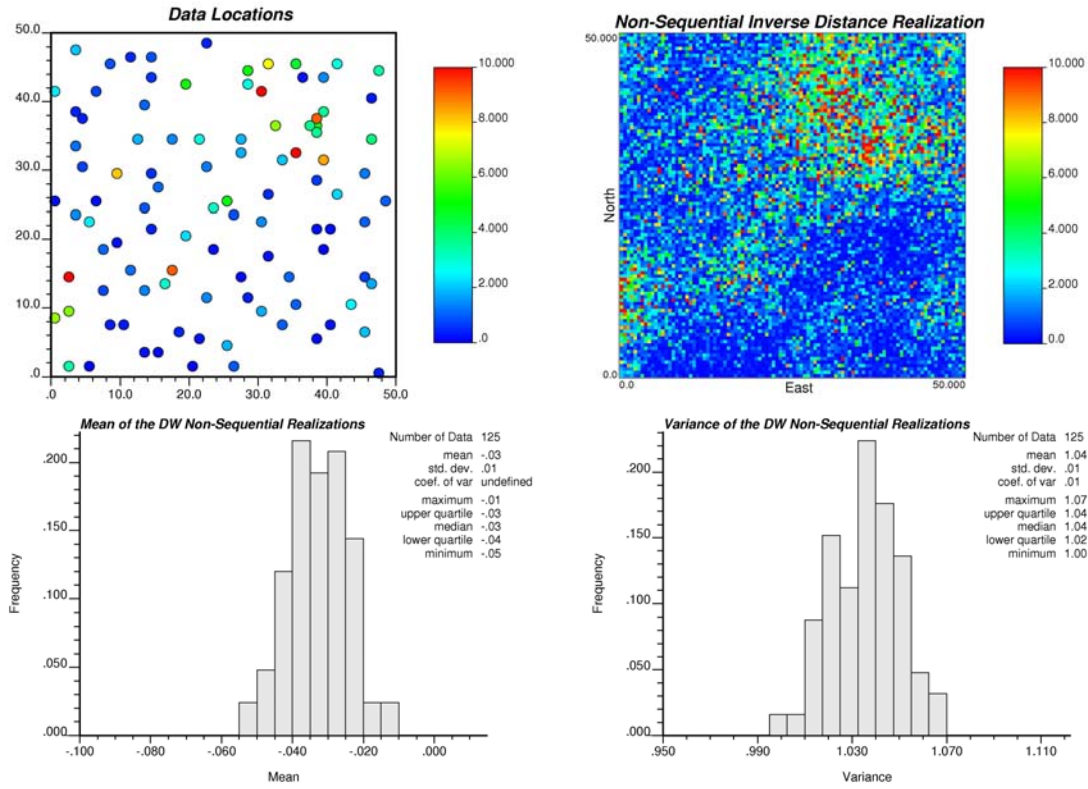 Data Locations
50.0
40.0
30.0
20.0
10.0
.0
.0 10.0 20.0 30.0 40.0 50.0
10.000
8.000
6.000
4.000
2.000
.0
Non-Sequential Inverse Distance Realization
50.000
North
0.0
0.0 East 50.000
10.000
8.000
6.000
4.000
2.000
.0
Mean of the DW Non-Sequential Realizations
Number of Data 125
mean -.03
std. dev. .01
coef. of var undefined
maximum -.01
upper quartile -.03
median -.03
lower quartile -.04
minimum -.05
Frequency
.200
.150
.100
.050
.000
-.100 -.080 -.060 -.040 -.020 .000
Mean
Variance of the DW Non-Sequential Realizations
Number of Data 125
mean 1.04
std. dev. .01
coef. of var .01
maximum 1.07
upper quartile 1.04
median 1.04
lower quartile 1.02
minimum 1.00
Frequency
.200
.150
.100
.050
.000
.950 .990 1.030 1.070 1.110
Variance